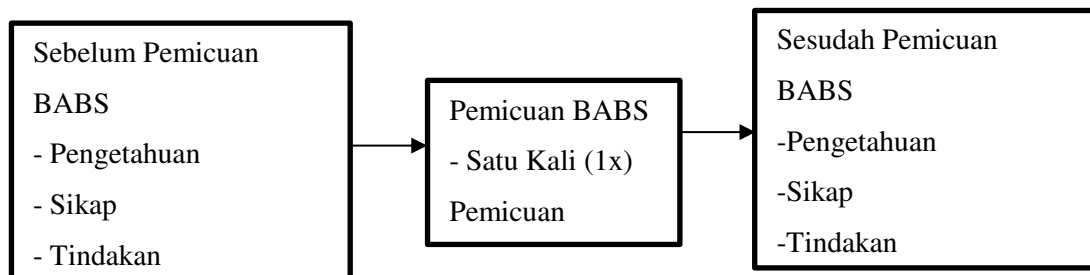 Sebelum Pemicuan
BABS
- Pengetahuan
- Sikap
- Tindakan
Pemicuan BABS
- Satu Kali (1x)
Pemicuan
Sesudah Pemicuan
BABS
-Pengetahuan
-Sikap
-Tindakan